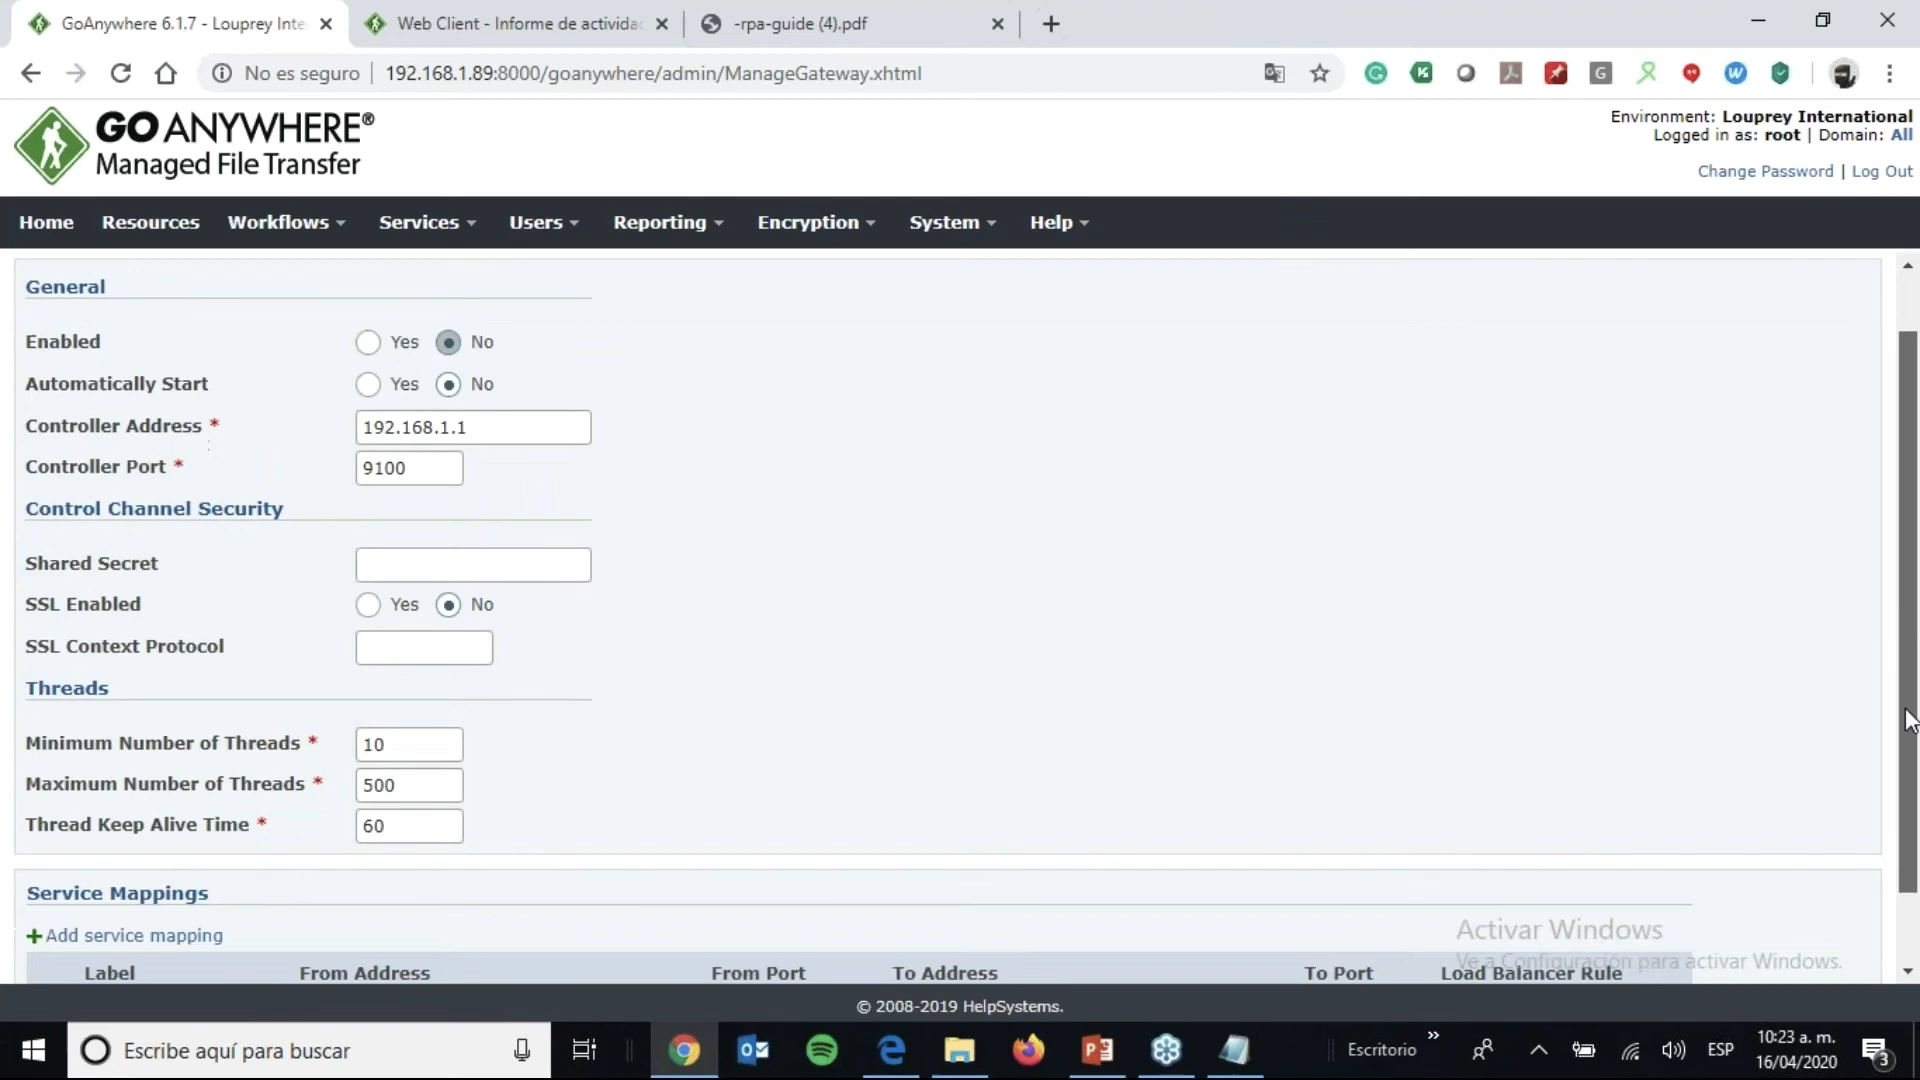 GoAnywhere 6.1.7 - Louprey Inte
Web Client - Informe de activida
-rpa-guide (4).pdf
No es seguro
192.168.1.89:8000/goanywhere/admin/ManageGateway.xhtml
GO ANYWHERE®
Managed File Transfer
Environment: Louprey International
Logged in as: root | Domain: All
Change Password | Log Out
Home Resources Workflows Services Users Reporting Encryption System Help
General
Enabled Yes No
Automatically Start Yes No
Controller Address * 192.168.1.1
Controller Port * 9100
Control Channel Security
Shared Secret
SSL Enabled Yes No
SSL Context Protocol
Threads
Minimum Number of Threads * 10
Maximum Number of Threads * 500
Thread Keep Alive Time * 60
Service Mappings
Add service mapping
Activar Windows
Ve a Configuración para activar Windows.
Label From Address From Port To Address To Port Load Balancer Rule
© 2008-2019 HelpSystems.
Escribe aquí para buscar
Escritorio
ESP
10:23 a. m.
16/04/2020
3